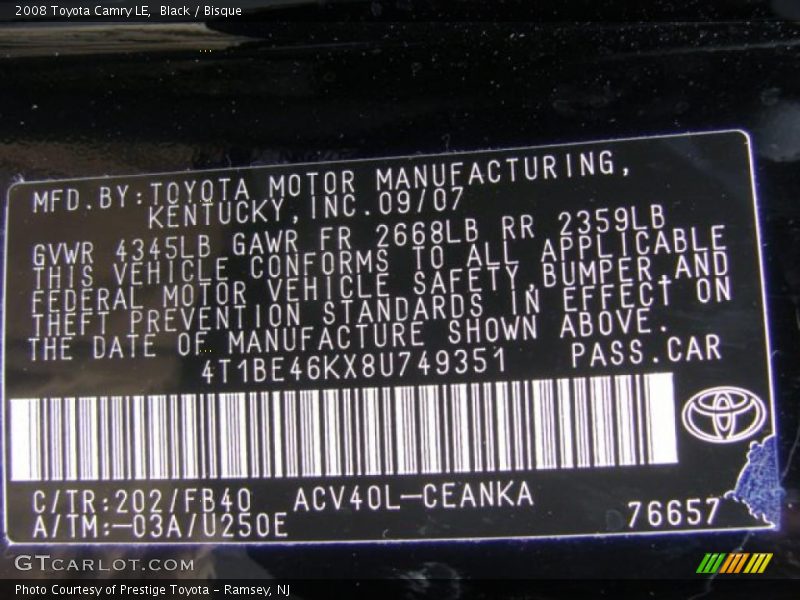 2008 Toyota Camry LE,  Black / Bisque
MFD.BY:TOYOTA MOTOR MANUFACTURING,
KENTUCKY,INC.09/07
GVWR 4345LB GAWR FR 2668LB RR 2359LB
THIS VEHICLE CONFORMS TO ALL APPLICABLE
FEDERAL MOTOR VEHICLE SAFETY,BUMPER,AND
THEFT PREVENTION STANDARDS IN EFFECT ON
THE DATE OF MANUFACTURE SHOWN ABOVE.
4T1BE46KX8U749351 PASS.CAR
C/TR:202/FB40 ACV40L-CEANKA
A/TM:-03A/U250E 76657
GTCARLOT.COM
Photo Courtesy of Prestige Toyota - Ramsey, NJ